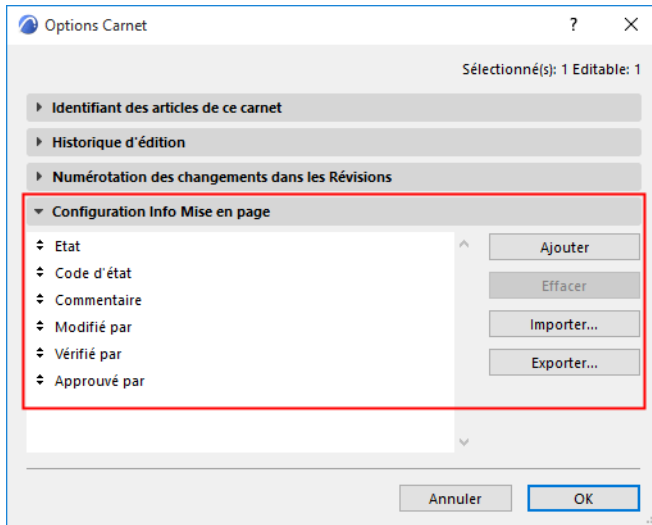 Options Carnet ?
Sélectionné(s): 1 Editable: 1
Identifiant des articles de ce carnet
Historique d'édition
Numérotation des changements dans les Révisions
Configuration Info Mise en page
Etat
Code d'état
Commentaire
Modifié par
Vérifié par
Approuvé par
Ajouter
Effacer
Importer...
Exporter...
Annuler OK